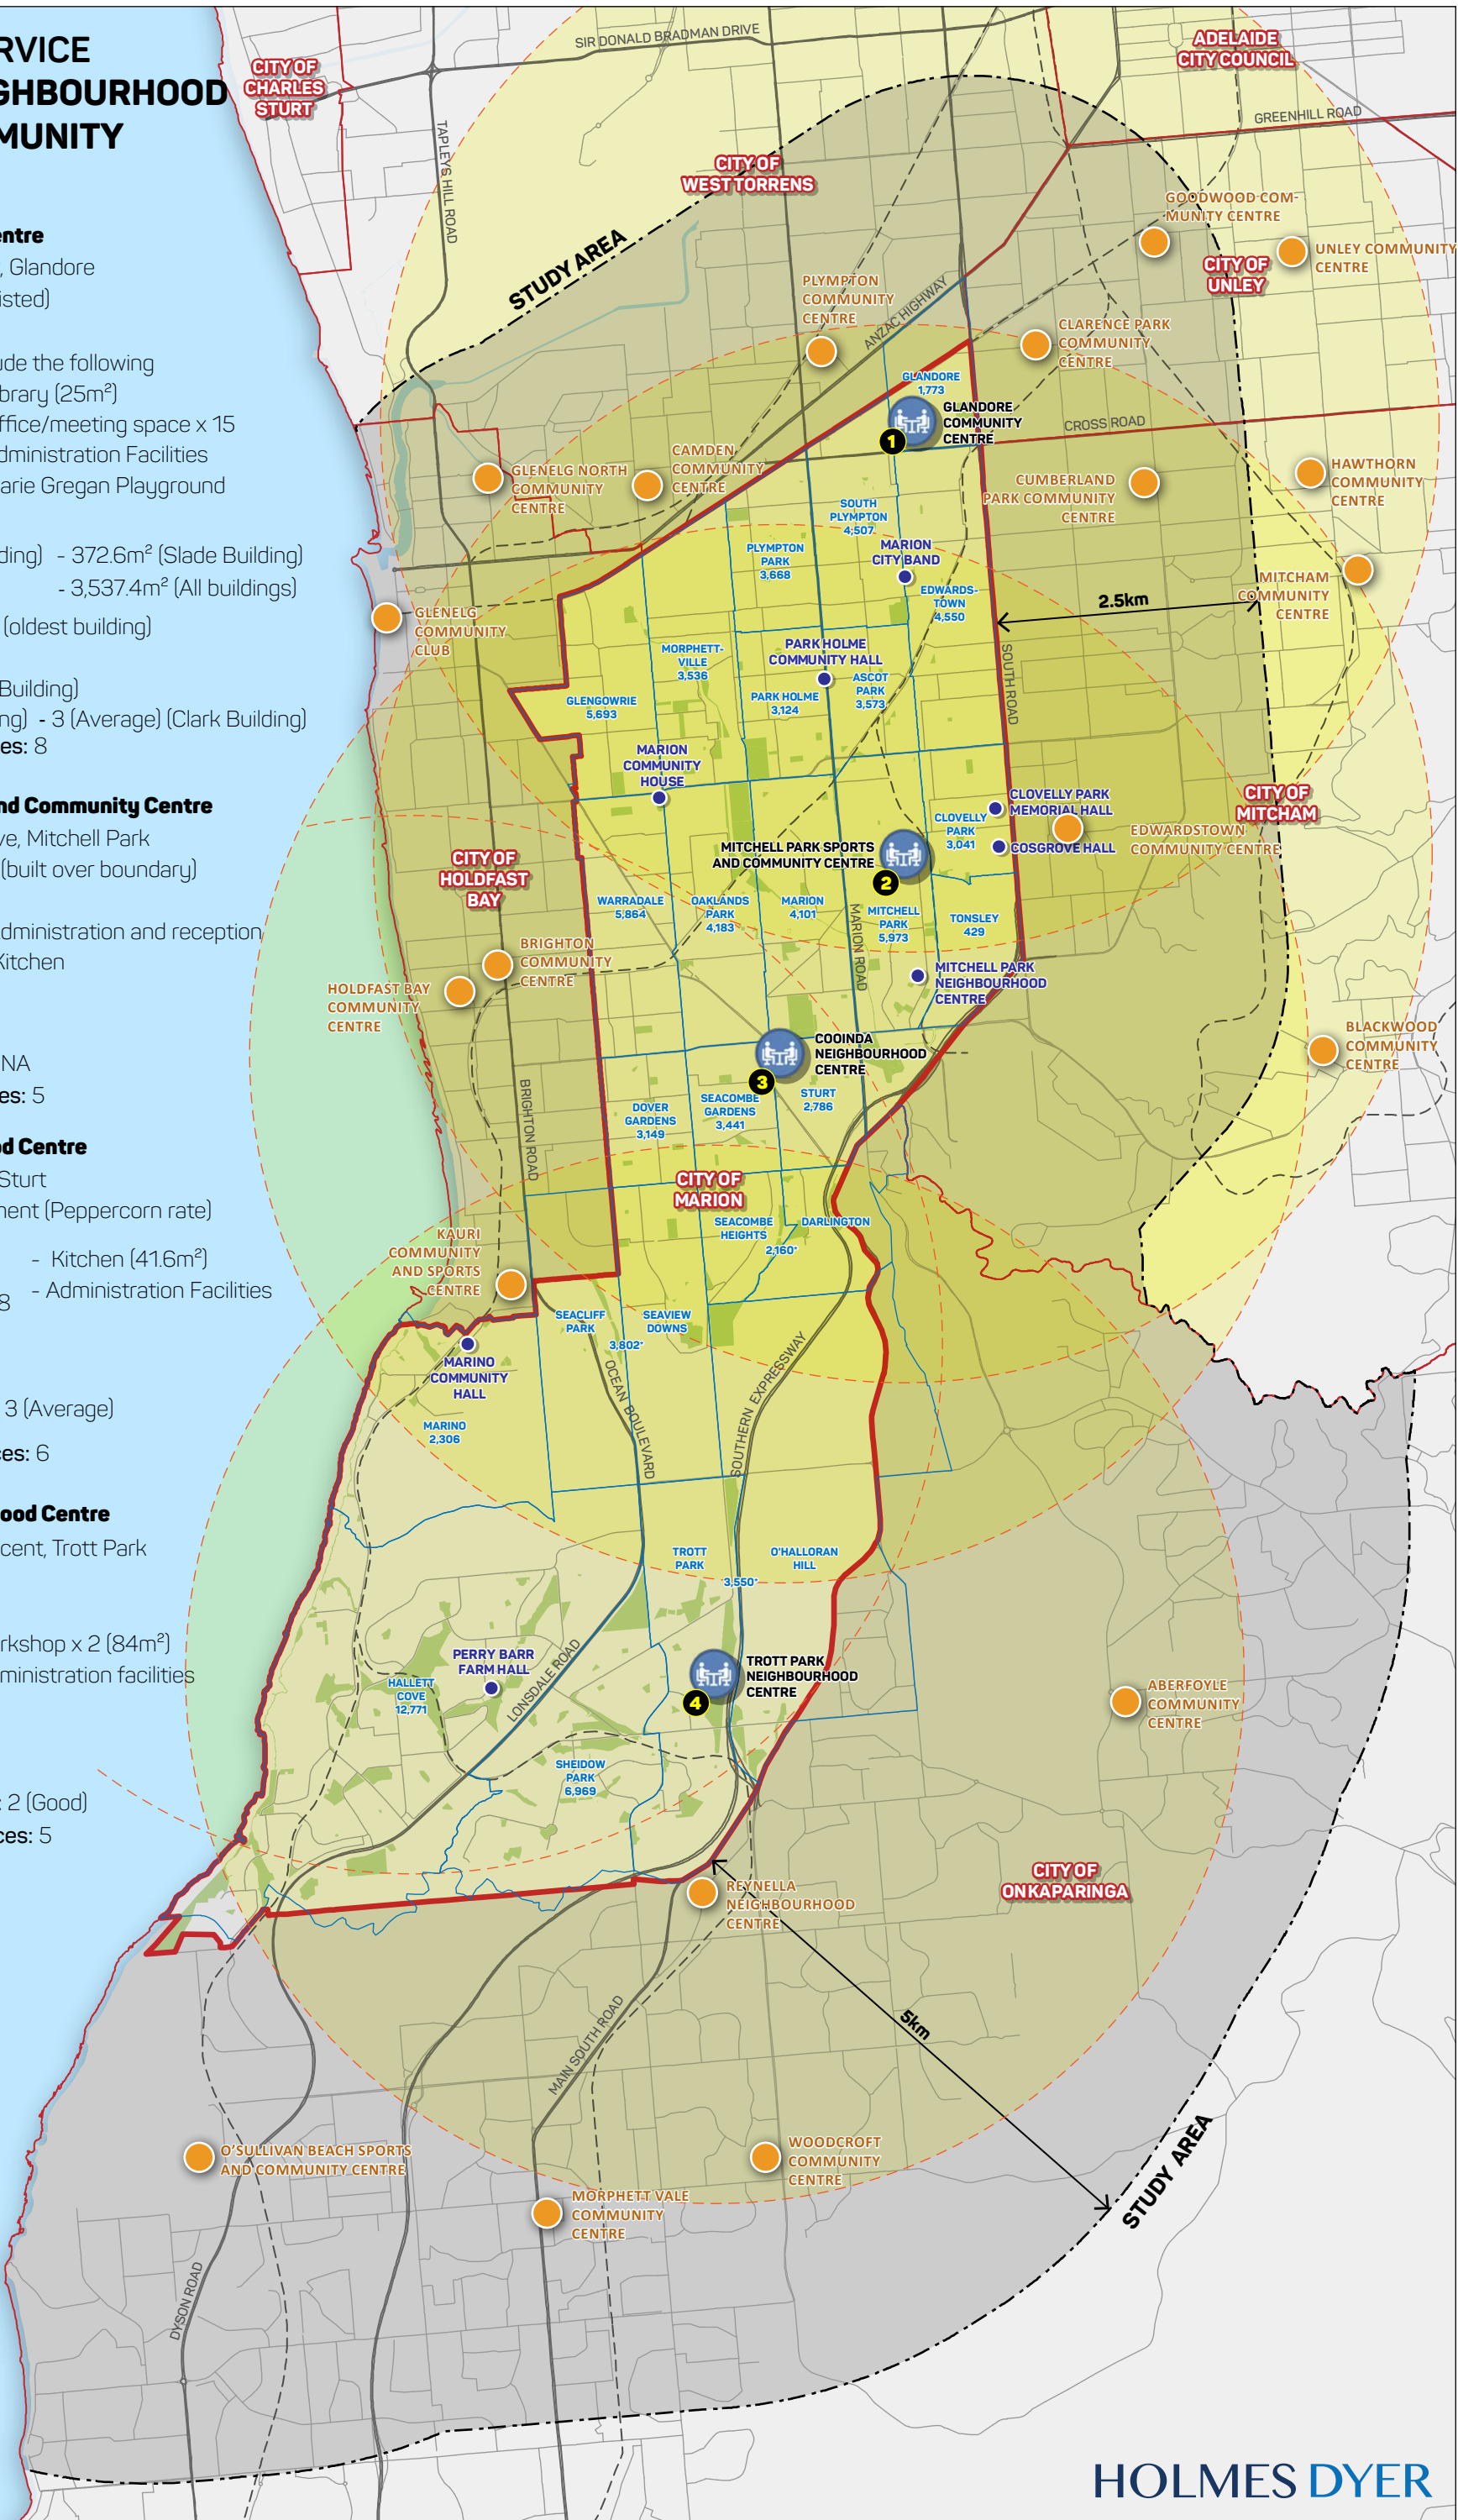 RVICE
GHBOURHOOD
MUNITY
entre
, Glandore
isted)
ude the following
ibrary (25m²)
ffice/meeting space x 15
dministration Facilities
arie Gregan Playground
ding) - 372.6m² (Slade Building)
- 3,537.4m² (All buildings)
(oldest building)
Building)
ng) - 3 (Average) (Clark Building)
es: 8
nd Community Centre
ve, Mitchell Park
(built over boundary)
dministration and reception
Kitchen
NA
es: 5
od Centre
Sturt
ment (Peppercorn rate)
- Kitchen (41.6m²)
- Administration Facilities
8
3 (Average)
ces: 6
ood Centre
cent, Trott Park
rkshop x 2 (84m²)
ministration facilities
: 2 (Good)
ces: 5
SIR DONALD BRADMAN DRIVE
CITY OF
CHARLES
STURT
ADELAIDE
CITY COUNCIL
TAPLEYS HILL ROAD
GREENHILL ROAD
CITY OF
WEST TORRENS
STUDY AREA
GOODWOOD COM-
MUNITY CENTRE
UNLEY COMMUNITY
CENTRE
CITY OF
UNLEY
PLYMPTON
COMMUNITY
CENTRE
ANZAC HIGHWAY
CLARENCE PARK
COMMUNITY
CENTRE
GLANDORE
1,773
GLANDORE
COMMUNITY
CENTRE
1
CROSS ROAD
GLENELG NORTH
COMMUNITY
CENTRE
CAMDEN
COMMUNITY
CENTRE
CUMBERLAND
PARK COMMUNITY
CENTRE
HAWTHORN
COMMUNITY
CENTRE
SOUTH
PLYMPTON
4,507
PLYMPTON
PARK
3,668
MARION
CITY BAND
EDWARDS-
TOWN
4,550
MITCHAM
COMMUNITY
CENTRE
2.5km
GLENELG
COMMUNITY
CLUB
MORPHETT-
VILLE
3,536
PARK HOLME
COMMUNITY HALL
PARK HOLME
3,124
ASCOT
PARK
3,573
SOUTH ROAD
GLENGOWRIE
5,693
MARION
COMMUNITY
HOUSE
CLOVELLY PARK
MEMORIAL HALL
CLOVELLY
PARK
3,041
COSGROVE HALL
CITY OF
MITCHAM
EDWARDSTOWN
COMMUNITY CENTRE
MITCHELL PARK SPORTS
AND COMMUNITY CENTRE
2
CITY OF
HOLDFAST
BAY
WARRADALE
5,864
OAKLANDS
PARK
4,183
MARION
4,101
MARION ROAD
MITCHELL
PARK
5,973
TONSLEY
429
BRIGHTON
COMMUNITY
CENTRE
HOLDFAST BAY
COMMUNITY
CENTRE
MITCHELL PARK
NEIGHBOURHOOD
CENTRE
COOINDA
NEIGHBOURHOOD
CENTRE
3
BLACKWOOD
COMMUNITY
CENTRE
BRIGHTON ROAD
DOVER
GARDENS
3,149
SEACOMBE
GARDENS
3,441
STURT
2,786
CITY OF
MARION
SEACOMBE
HEIGHTS
DARLINGTON
2,160*
KAURI
COMMUNITY
AND SPORTS
CENTRE
SEACLIFF
PARK
SEAVIEW
DOWNS
3,802*
MARINO
COMMUNITY
HALL
MARINO
2,306
OCEAN BOULEVARD
SOUTHERN EXPRESSWAY
TROTT
PARK
O'HALLORAN
HILL
3,550*
PERRY BARR
FARM HALL
HALLETT
COVE
12,771
LONSDALE ROAD
TROTT PARK
NEIGHBOURHOOD
CENTRE
4
ABERFOYLE
COMMUNITY
CENTRE
SHEIDOW
PARK
6,969
CITY OF
ONKAPARINGA
REYNELLA
NEIGHBOURHOOD
CENTRE
5km
MAIN SOUTH ROAD
O'SULLIVAN BEACH SPORTS
AND COMMUNITY CENTRE
WOODCROFT
COMMUNITY
CENTRE
MORPHETT VALE
COMMUNITY
CENTRE
STUDY AREA
DYSON ROAD
HOLMES DYER